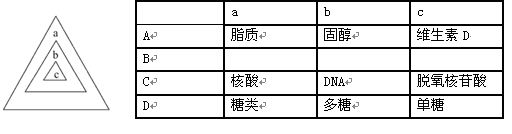 a
b
c
a b c
A 脂质 固醇 维生素 D
B
C 核酸 DNA 脱氧核苷酸
D 糖类 多糖 单糖